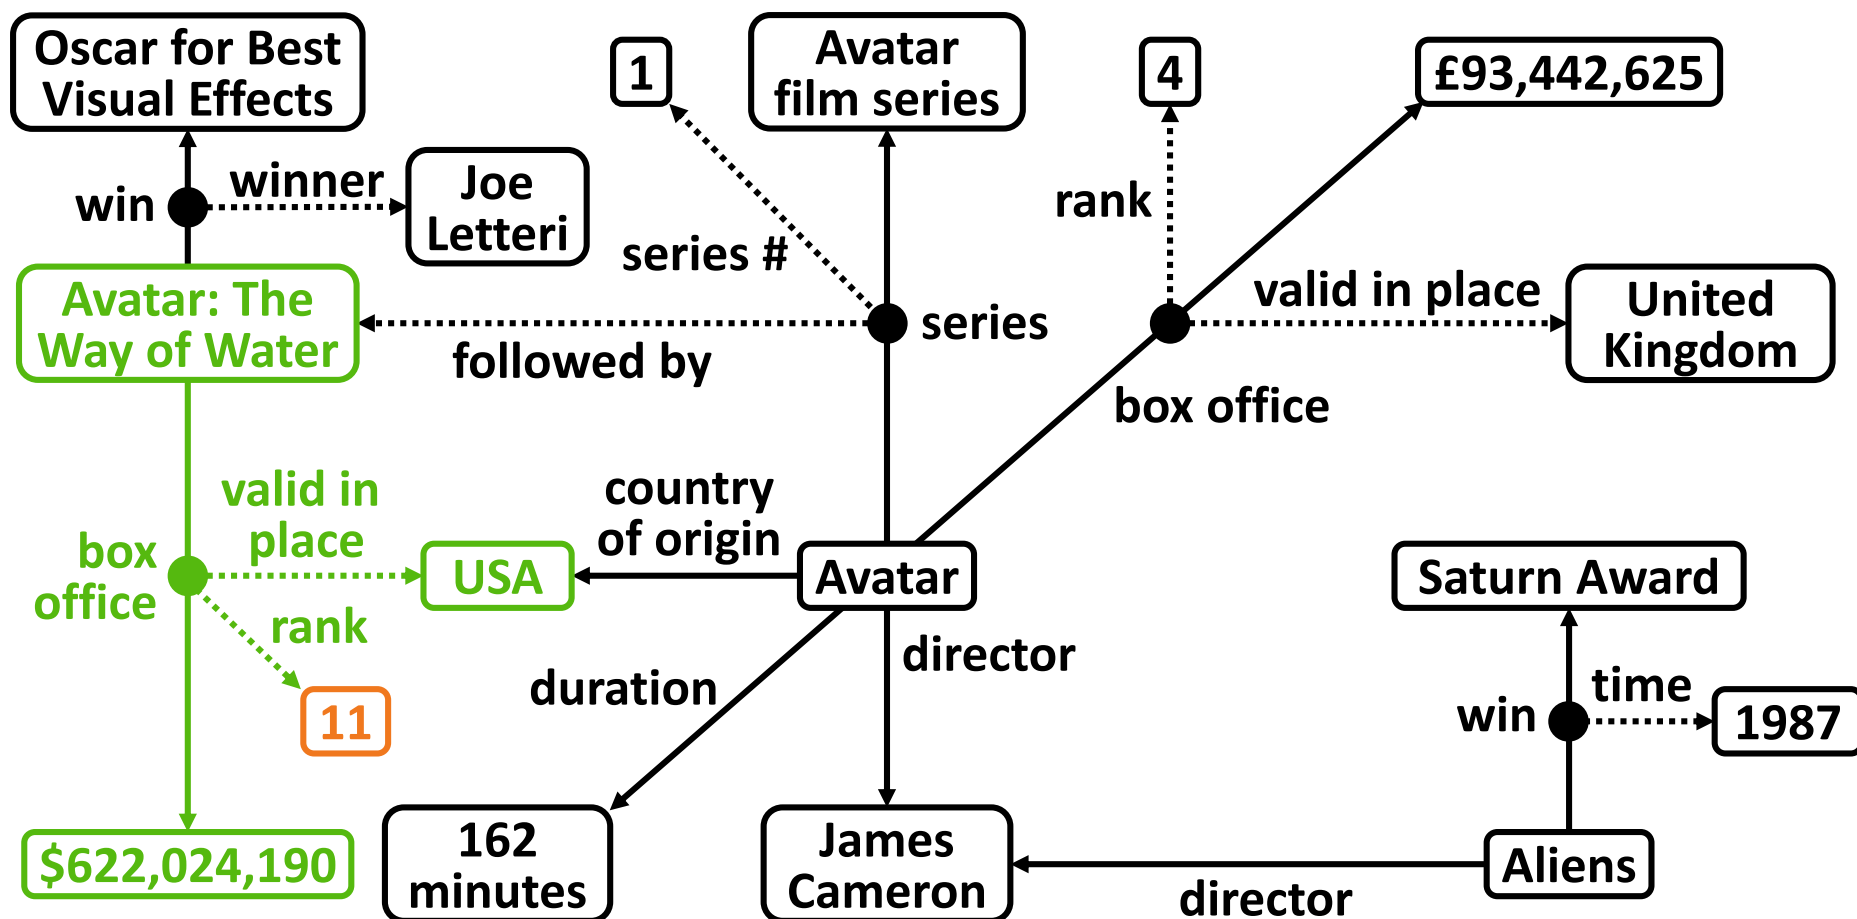 Oscar for Best
Visual Effects
1
Avatar
film series
4
£93,442,625
win
winner
Joe
Letteri
series #
rank
Avatar: The
Way of Water
followed by
series
valid in place
United
Kingdom
box office
valid in
place
box
office
USA
country
of origin
Avatar
Saturn Award
rank
11
duration
director
win
time
1987
$622,024,190
162
minutes
James
Cameron
director
Aliens